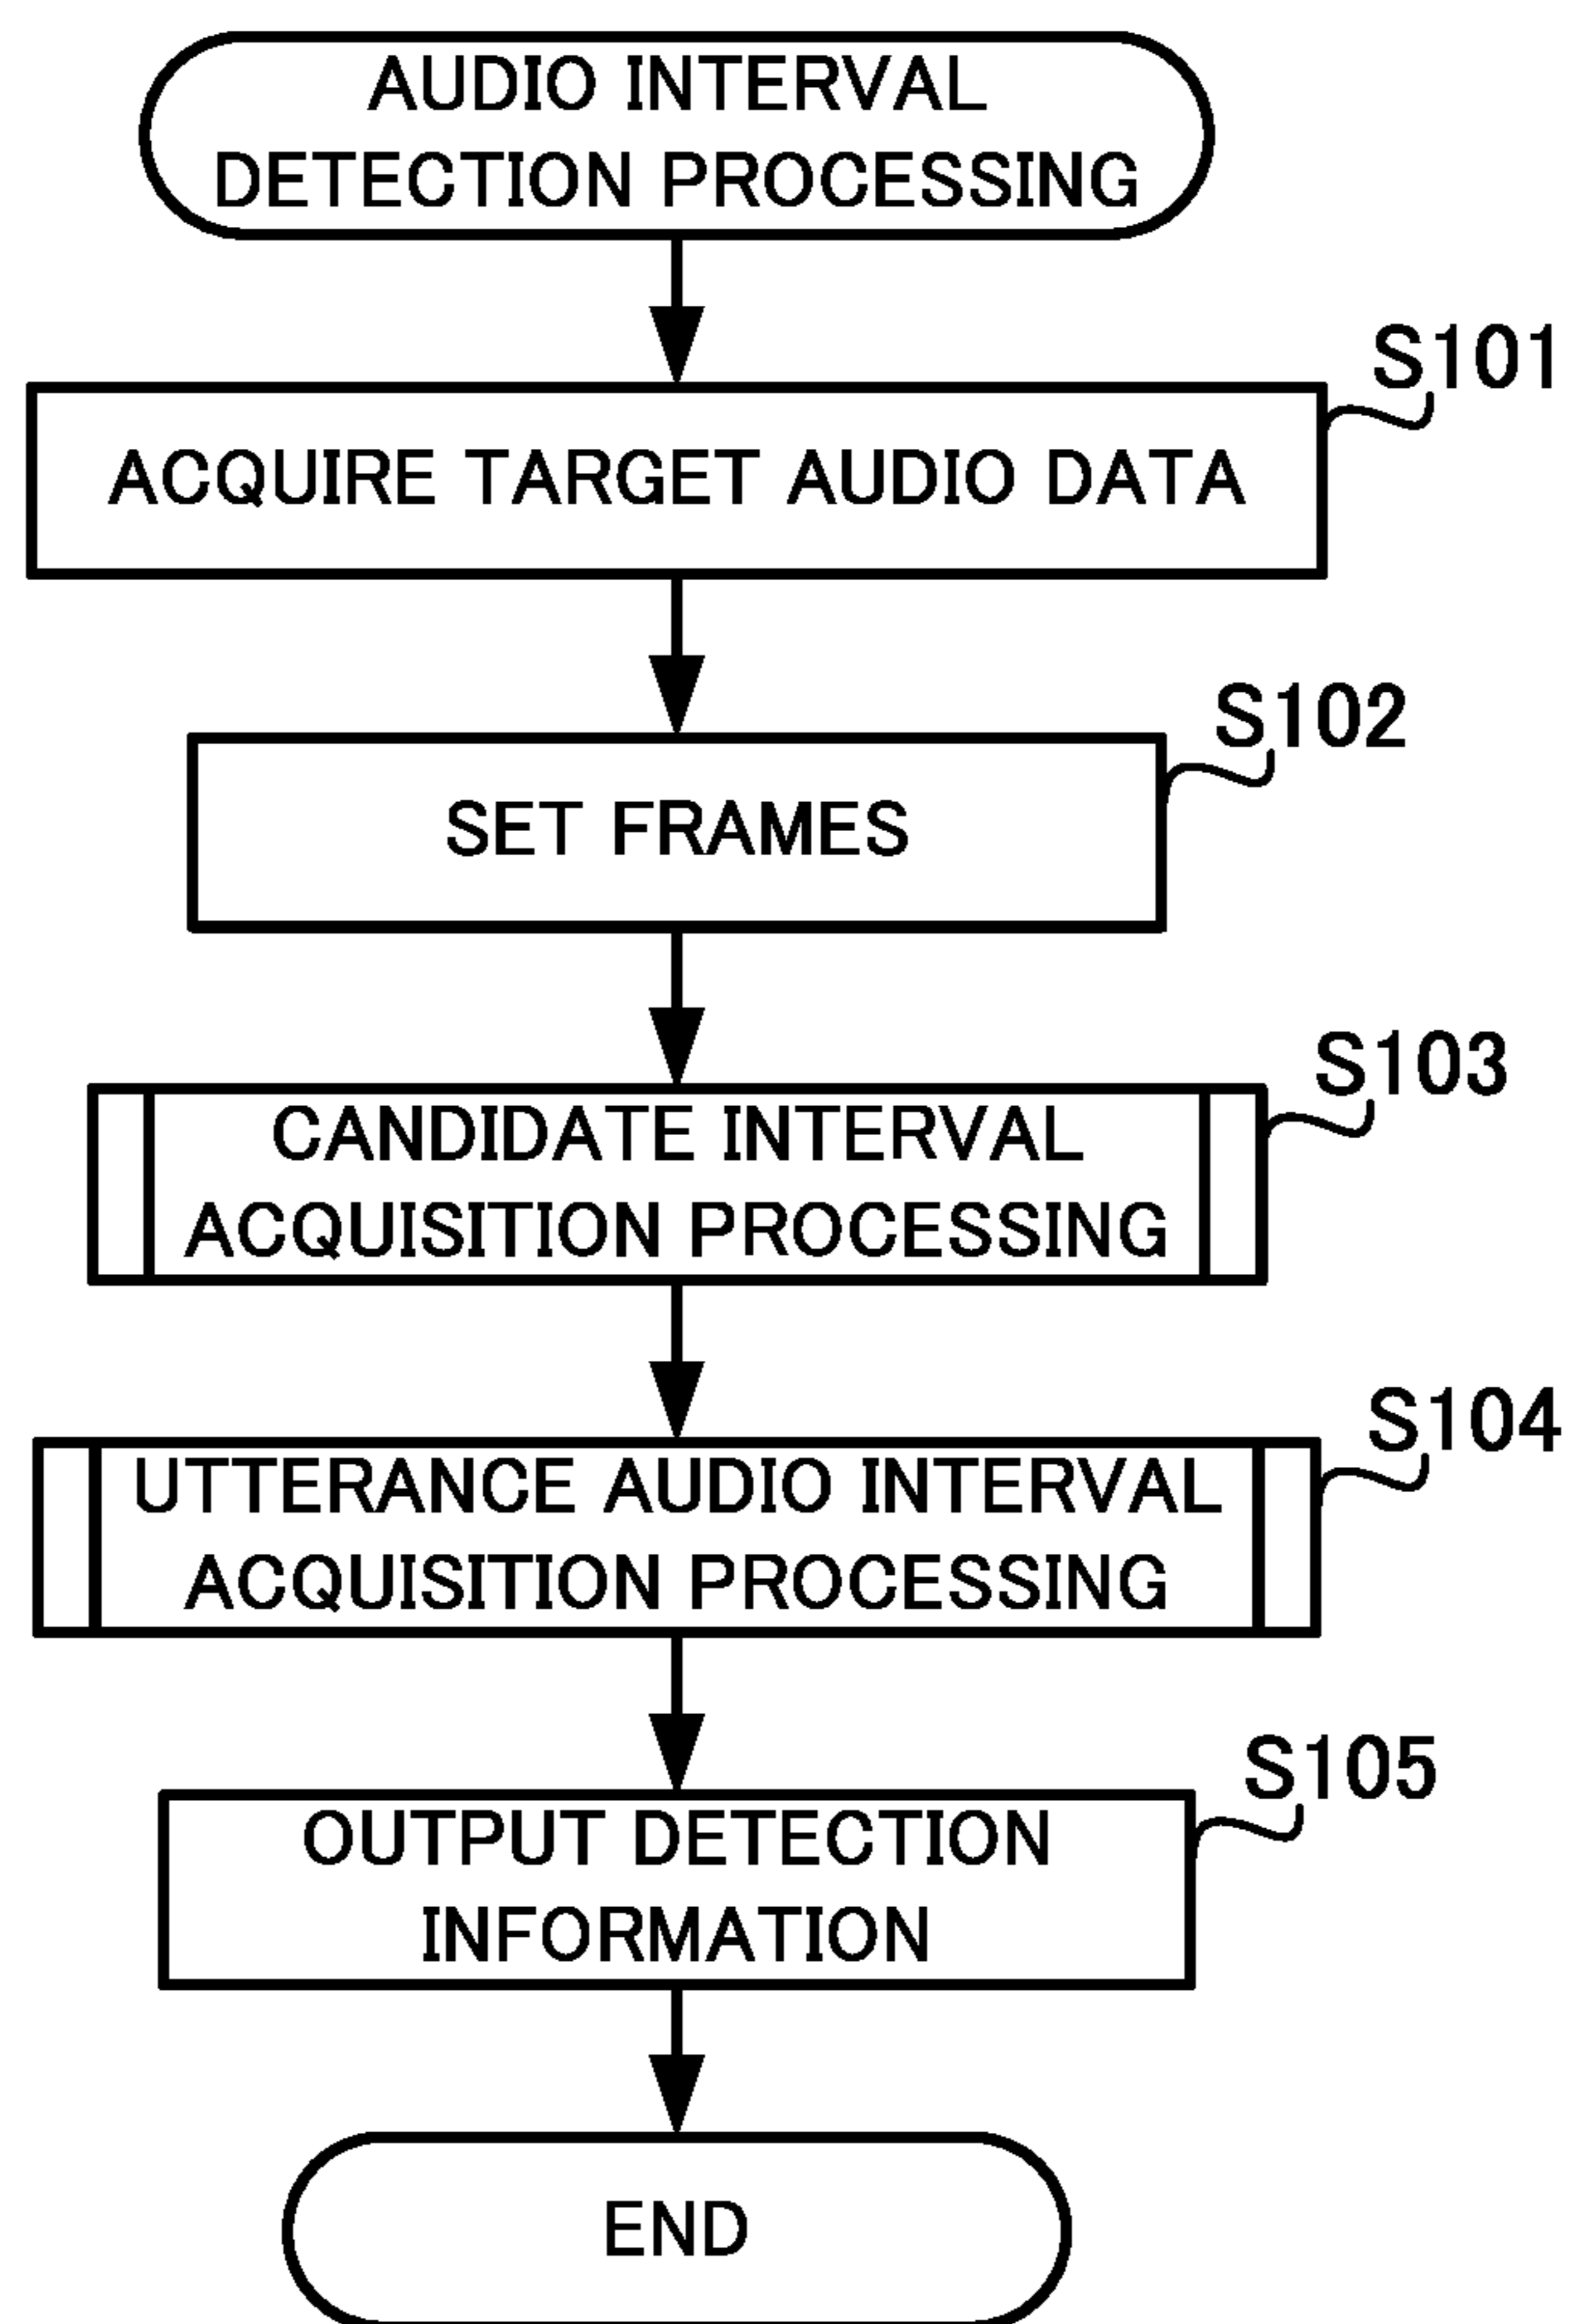 AUDIO INTERVAL
DETECTION PROCESSING
S101
ACQUIRE TARGET AUDIO DATA
S102
SET FRAMES
S103
CANDIDATE INTERVAL
ACQUISITION PROCESSING
S104
UTTERANCE AUDIO INTERVAL
ACQUISITION PROCESSING
S105
OUTPUT DETECTION
INFORMATION
END